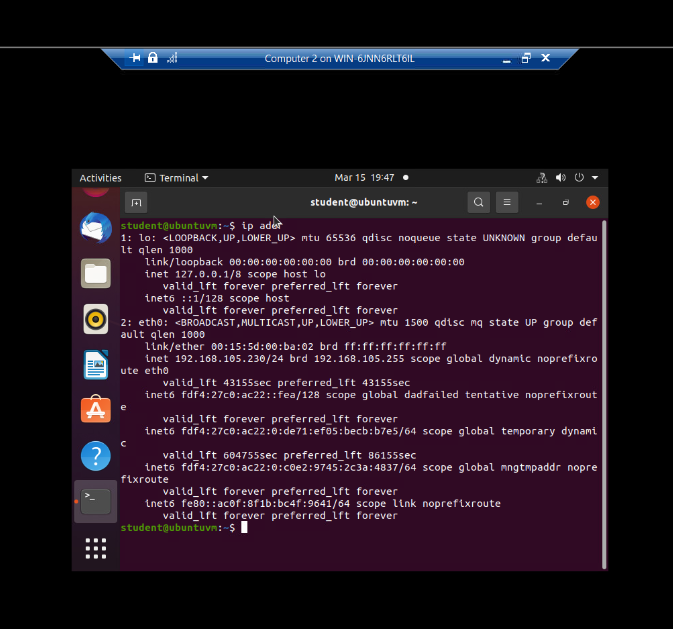 Computer 2 on WIN-6JNN6RLT6IL
Activities Terminal Mar 15 19:47
student@ubuntuvm: ~
student@ubuntuvm:~$ ip addr
1: lo: <LOOPBACK,UP,LOWER_UP> mtu 65536 qdisc noqueue state UNKNOWN group defau
lt qlen 1000
link/loopback 00:00:00:00:00:00 brd 00:00:00:00:00:00
inet 127.0.0.1/8 scope host lo
valid_lft forever preferred_lft forever
inet6 ::1/128 scope host
valid_lft forever preferred_lft forever
2: eth0: <BROADCAST,MULTICAST,UP,LOWER_UP> mtu 1500 qdisc mq state UP group def
ault qlen 1000
link/ether 00:15:5d:00:ba:02 brd ff:ff:ff:ff:ff:ff
inet 192.168.105.230/24 brd 192.168.105.255 scope global dynamic noprefixro
ute eth0
valid_lft 43155sec preferred_lft 43155sec
inet6 fdf4:27c0:ac22::fea/128 scope global dadfailed tentative noprefixrout
e
valid_lft forever preferred_lft forever
inet6 fdf4:27c0:ac22:0:de71:ef05:becb:b7e5/64 scope global temporary dynami
c
valid_lft 604755sec preferred_lft 86155sec
inet6 fdf4:27c0:ac22:0:c0e2:9745:2c3a:4837/64 scope global mngtmpaddr nopre
fixroute
valid_lft forever preferred_lft forever
inet6 fe80::ac0f:8f1b:bc4f:9641/64 scope link noprefixroute
valid_lft forever preferred_lft forever
student@ubuntuvm:~$